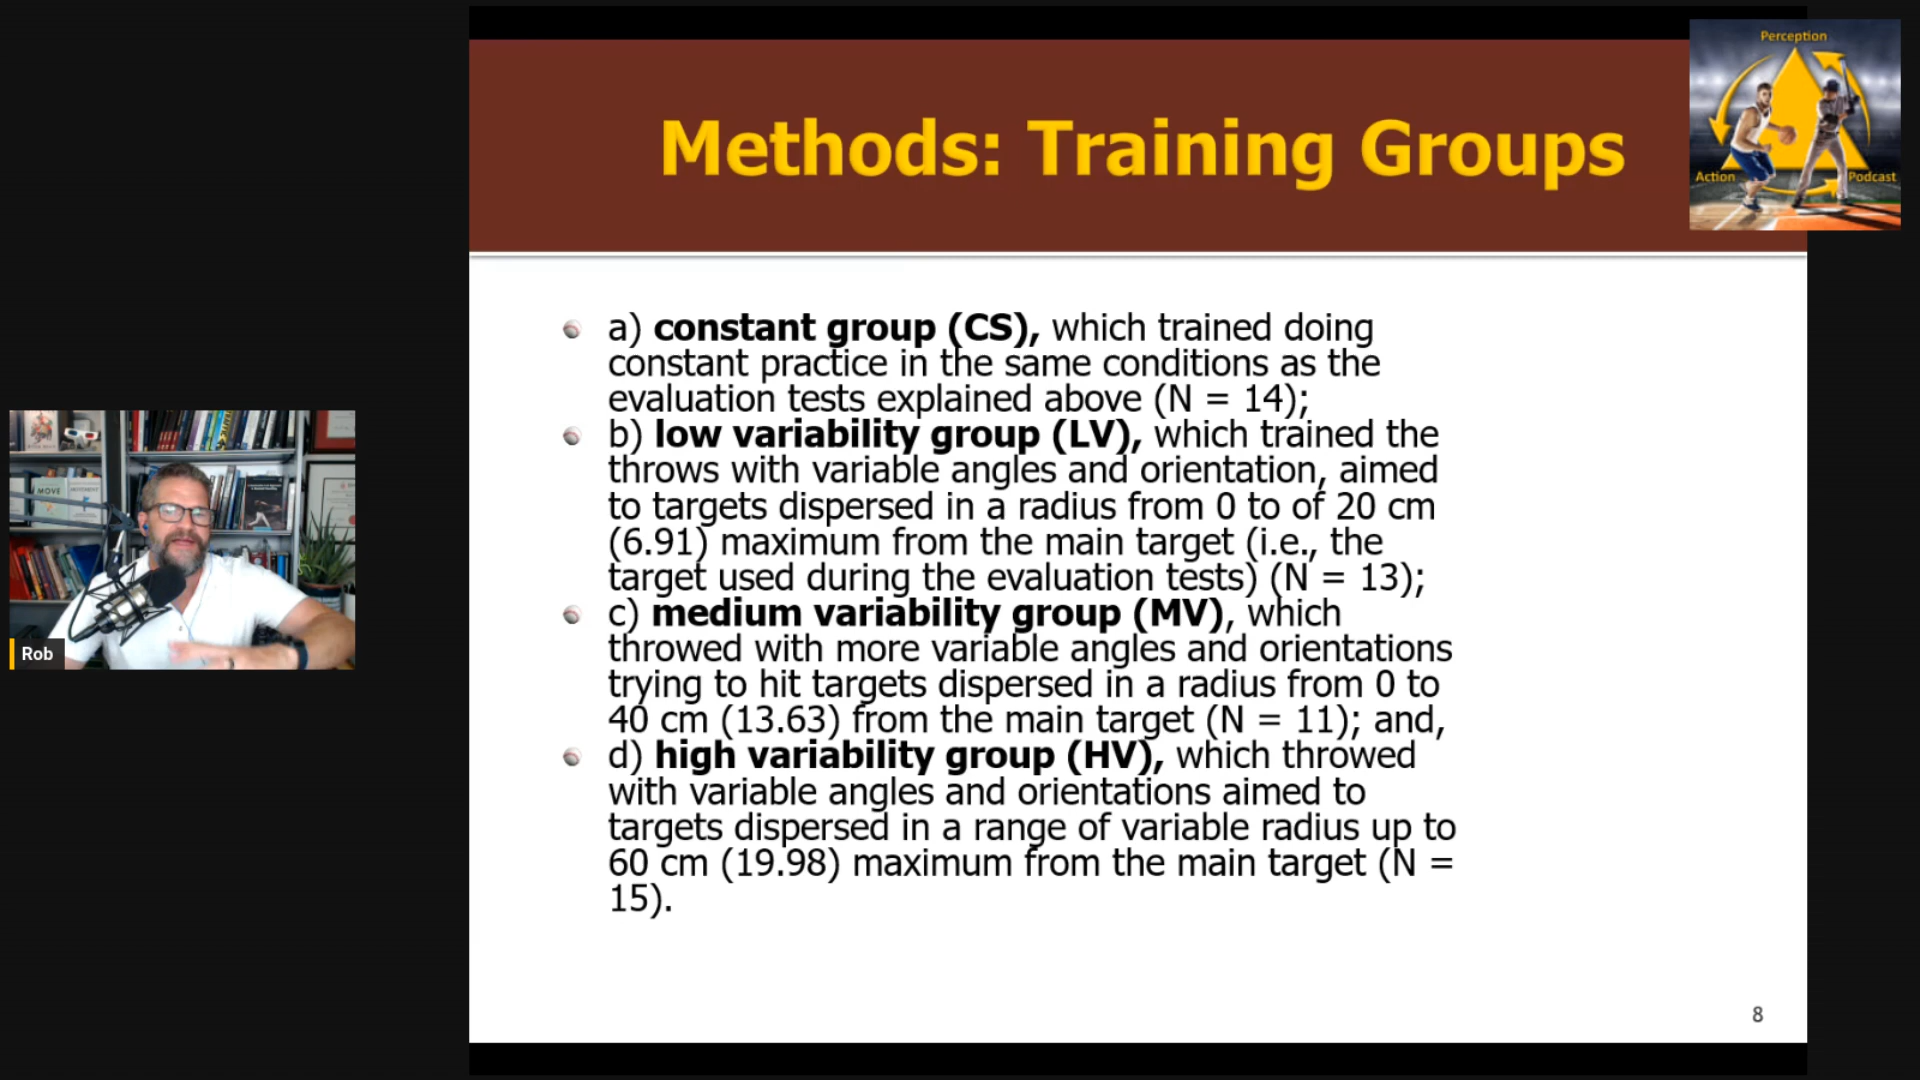 Methods: Training Groups
Perception
Action
Podcast
a) constant group (CS), which trained doing
constant practice in the same conditions as the
evaluation tests explained above (N = 14);
b) low variability group (LV), which trained the
throws with variable angles and orientation, aimed
to targets dispersed in a radius from 0 to of 20 cm
(6.91) maximum from the main target (i.e., the
target used during the evaluation tests) (N = 13);
c) medium variability group (MV), which
throwed with more variable angles and orientations
trying to hit targets dispersed in a radius from 0 to
40 cm (13.63) from the main target (N = 11); and,
d) high variability group (HV), which throwed
with variable angles and orientations aimed to
targets dispersed in a range of variable radius up to
60 cm (19.98) maximum from the main target (N =
15).
MOVE
Rob
8